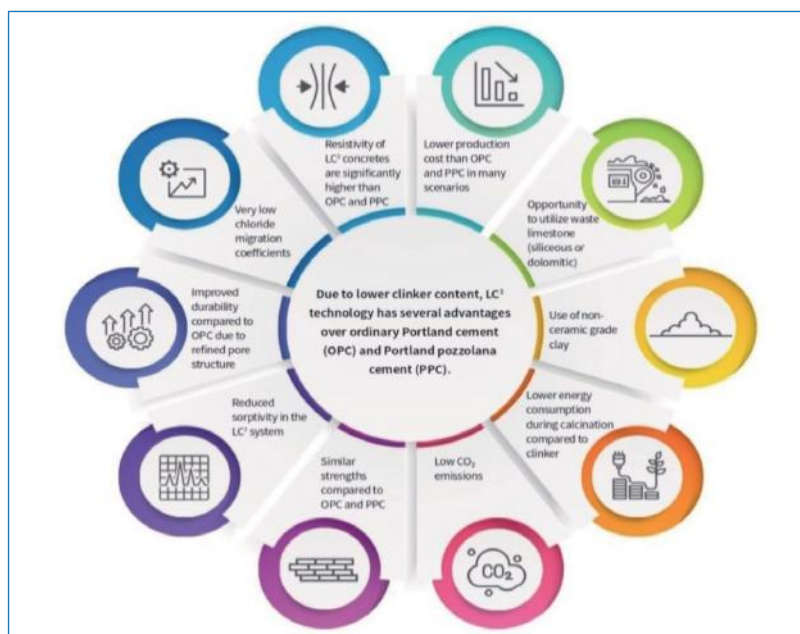 Resistivity of
LC³ concretes
are significantly
higher than
OPC and PPC
Lower production
cost than OPC
and PPC in many
scenarios
Opportunity
to utilize waste
limestone
(siliceous or
dolomitic)
Use of non-
ceramic grade
clay
Lower energy
consumption
during calcination
compared to
clinker
Low CO₂
emissions
CO₂
Similar
strengths
compared to
OPC and PPC
Reduced
sorptivity in the
LC³ system
Improved
durability
compared to
OPC due to
refined pore
structure
Very low
chloride
migration
coefficients
Due to lower clinker content, LC³
technology has several advantages
over ordinary Portland cement
(OPC) and Portland pozzolana
cement (PPC).